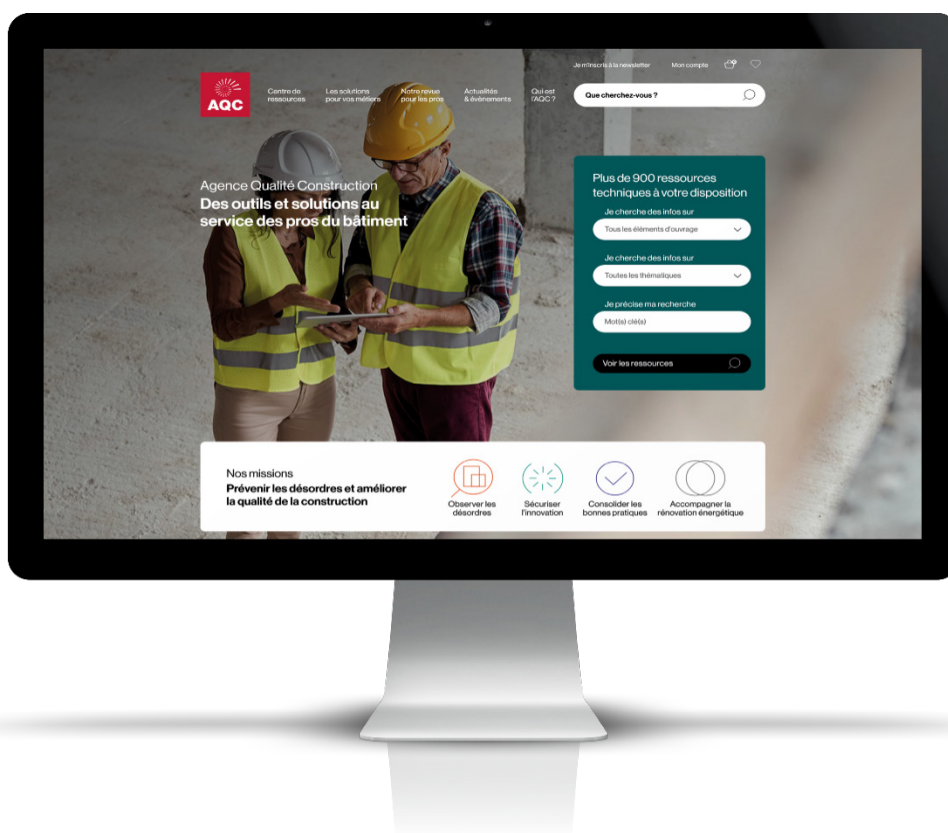 Je m'inscris à la newsletter
Mon compte
AQC
Centre de
ressources
Les solutions
pour vos métiers
Notre revue
pour les pros
Actualités
& évènements
Qui est
l'AQC ?
Que cherchez-vous ?
Agence Qualité Construction
Des outils et solutions au
service des pros du bâtiment
Plus de 900 ressources
techniques à votre disposition
Je cherche des infos sur
Tous les éléments d'ouvrage
Je cherche des infos sur
Toutes les thématiques
Je précise ma recherche
Mot(s) clé(s)
Voir les ressources
Nos missions
Prévenir les désordres et améliorer
la qualité de la construction
Observer les
désordres
Sécuriser
l'innovation
Consolider les
bonnes pratiques
Accompagner la
rénovation énergétique